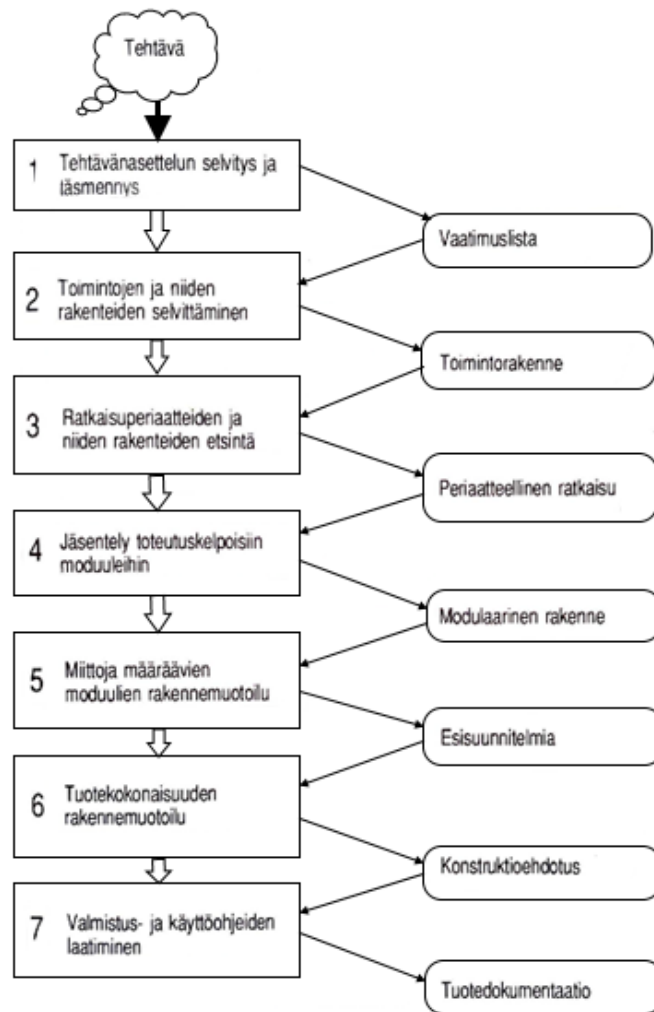 Tehtävä
1 Tehtävänasettelun selvitys ja
täsmennys
Vaatimuslista
2 Toimintojen ja niiden
rakenteiden selvittäminen
Toimintorakenne
3 Ratkaisuperiaatteiden ja
niiden rakenteiden etsintä
Periaatteellinen ratkaisu
4 Jäsentely toteutuskelpoisiin
moduuleihin
Modulaarinen rakenne
5 Miittoja määräävien
moduulien rakennemuotoilu
Esisuunnitelmia
6 Tuotekokonaisuuden
rakennemuotoilu
Konstruktioehdotus
7 Valmistus- ja käyttöohjeiden
laatiminen
Tuotedokumentaatio